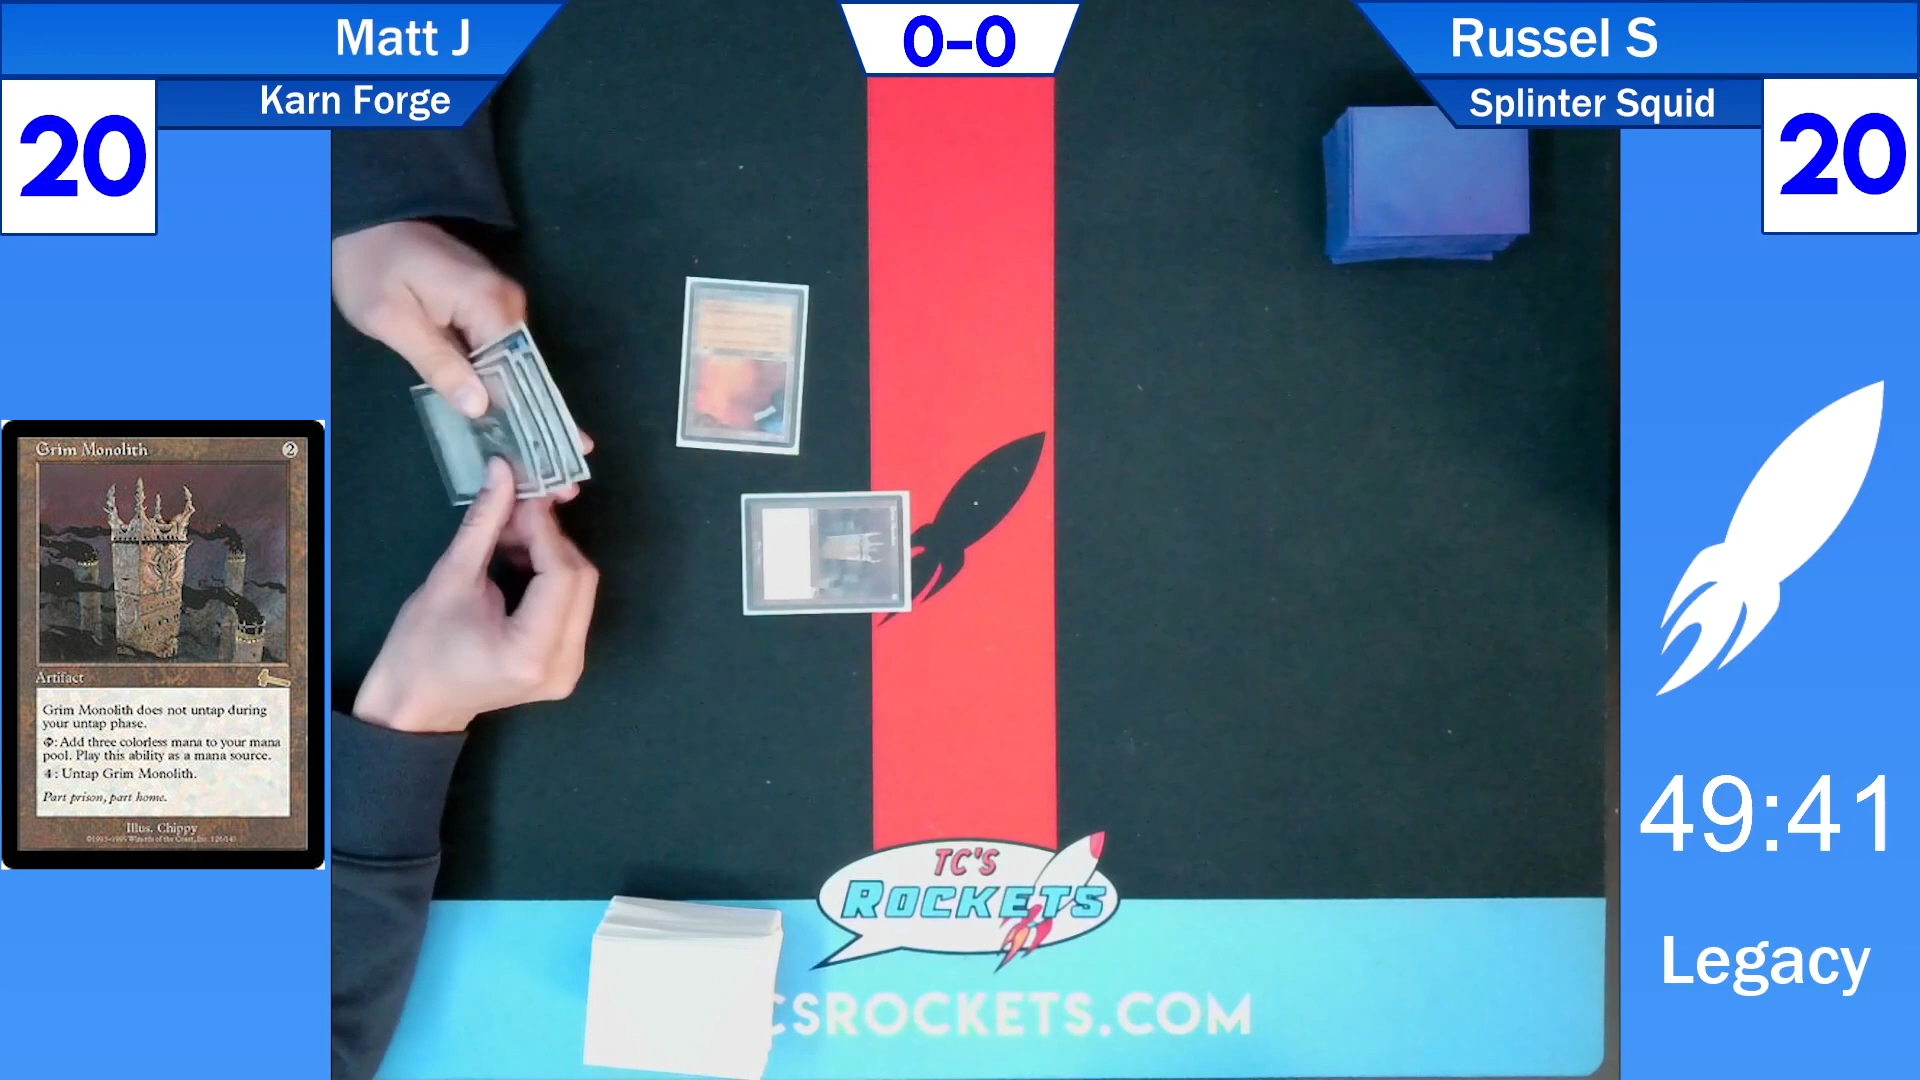 Matt J
Karn Forge
20
0-0
Russel S
Splinter Squid
20
Grim Monolith
2
Artifact
Grim Monolith does not untap during
your untap phase.
: Add three colorless mana to your mana
pool. Play this ability as a mana source.
4: Untap Grim Monolith.
Part prison, part home.
Illus. Chippy
49:41
Legacy
TC'S
ROCKETS
CSROCKETS.COM